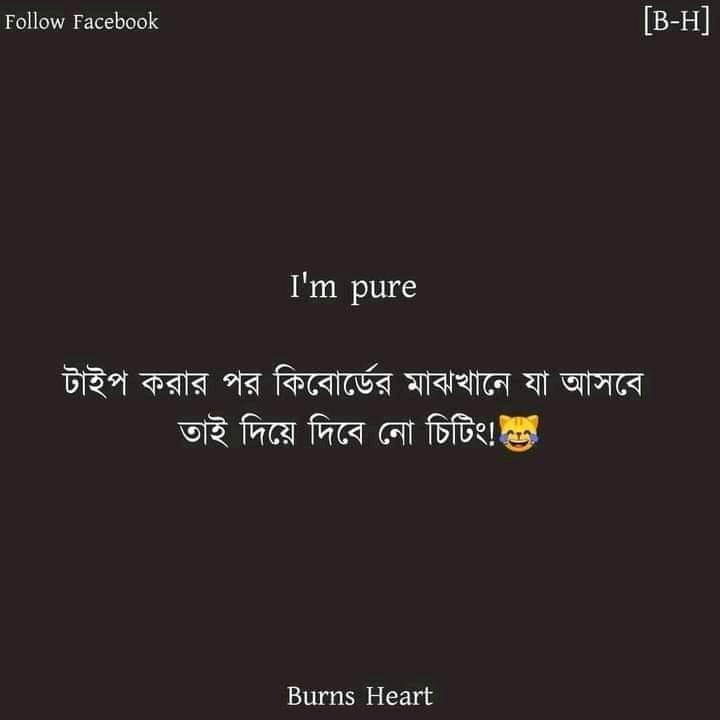 Follow Facebook
[B-H]
I'm pure
টাইপ করার পর কিবোর্ডের মাঝখানে যা আসবে
তাই দিয়ে দিবে নো চিটিং!😹
Burns Heart